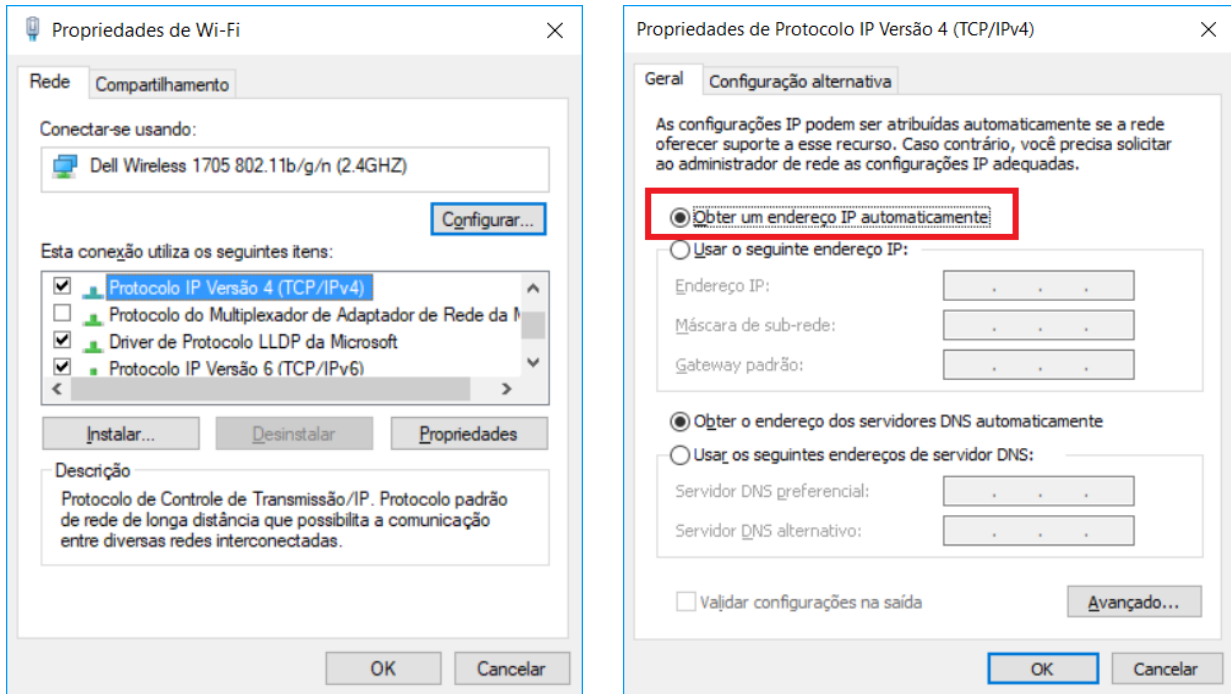 Propriedades de Wi-Fi
Rede
Compartilhamento
Conectar-se usando:
Dell Wireless 1705 802.11b/g/n (2.4GHZ)
Configurar...
Esta conexão utiliza os seguintes itens:
Protocolo IP Versão 4 (TCP/IPv4)
Protocolo do Multiplexador de Adaptador de Rede da M
Driver de Protocolo LLDP da Microsoft
Protocolo IP Versão 6 (TCP/IPv6)
Instalar...
Desinstalar
Propriedades
Descrição
Protocolo de Controle de Transmissão/IP. Protocolo padrão
de rede de longa distância que possibilita a comunicação
entre diversas redes interconectadas.
OK
Cancelar
Propriedades de Protocolo IP Versão 4 (TCP/IPv4)
Geral
Configuração alternativa
As configurações IP podem ser atribuídas automaticamente se a rede
oferecer suporte a esse recurso. Caso contrário, você precisa solicitar
ao administrador de rede as configurações IP adequadas.
Obter um endereço IP automaticamente
Usar o seguinte endereço IP:
Endereço IP:
Máscara de sub-rede:
Gateway padrão:
Obter o endereço dos servidores DNS automaticamente
Usar os seguintes endereços de servidor DNS:
Servidor DNS preferencial:
Servidor DNS alternativo:
Validar configurações na saída
Avançado...
OK
Cancelar